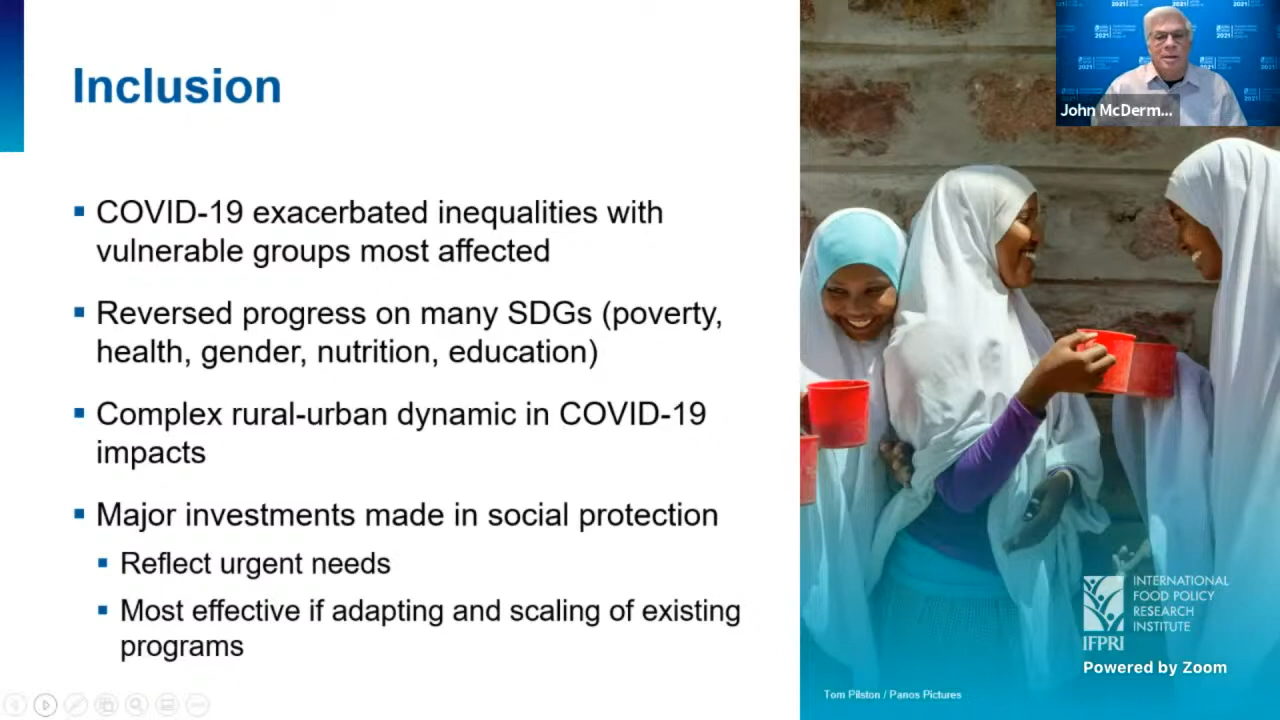 Inclusion
COVID-19 exacerbated inequalities with
vulnerable groups most affected
Reversed progress on many SDGs (poverty,
health, gender, nutrition, education)
Complex rural-urban dynamic in COVID-19
impacts
Major investments made in social protection
Reflect urgent needs
Most effective if adapting and scaling of existing
programs
2021
John McDerm...
INTERNATIONAL
FOOD POLICY
RESEARCH
INSTITUTE
IFPRI
Powered by Zoom
Tom Pilston / Panos Pictures